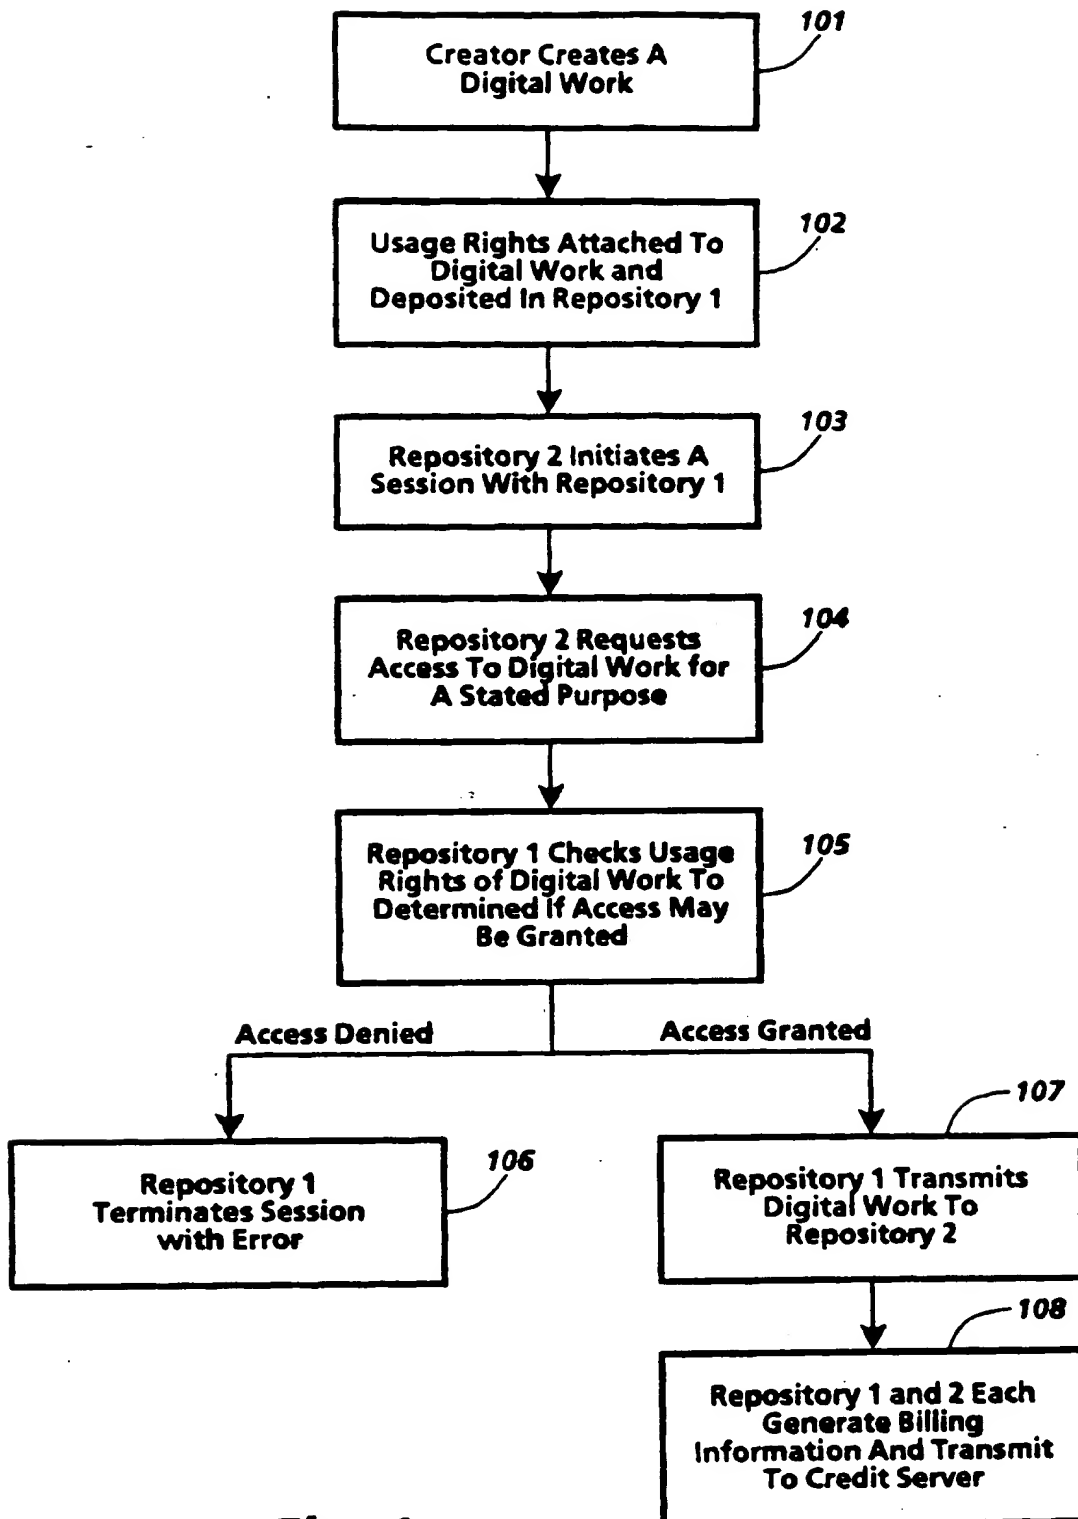 101
Creator Creates A
Digital Work
102
Usage Rights Attached To
Digital Work and
Deposited In Repository 1
103
Repository 2 Initiates A
Session With Repository 1
104
Repository 2 Requests
Access To Digital Work for
A Stated Purpose
105
Repository 1 Checks Usage
Rights of Digital Work To
Determined If Access May
Be Granted
Access Denied
Access Granted
106
Repository 1
Terminates Session
with Error
107
Repository 1 Transmits
Digital Work To
Repository 2
108
Repository 1 and 2 Each
Generate Billing
Information And Transmit
To Credit Server